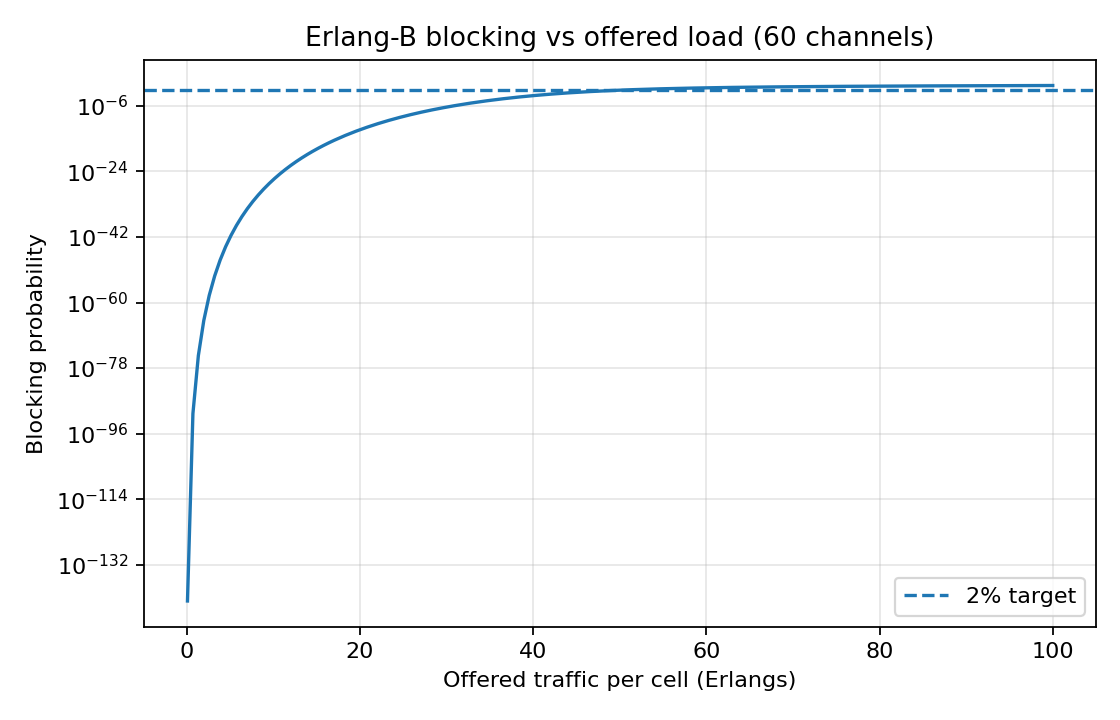 Erlang-B blocking vs offered load (60 channels)
Blocking probability
10⁻⁶
10⁻²⁴
10⁻⁴²
10⁻⁶⁰
10⁻⁷⁸
10⁻⁹⁶
10⁻¹¹⁴
10⁻¹³²
2% target
0 20 40 60 80 100
Offered traffic per cell (Erlangs)